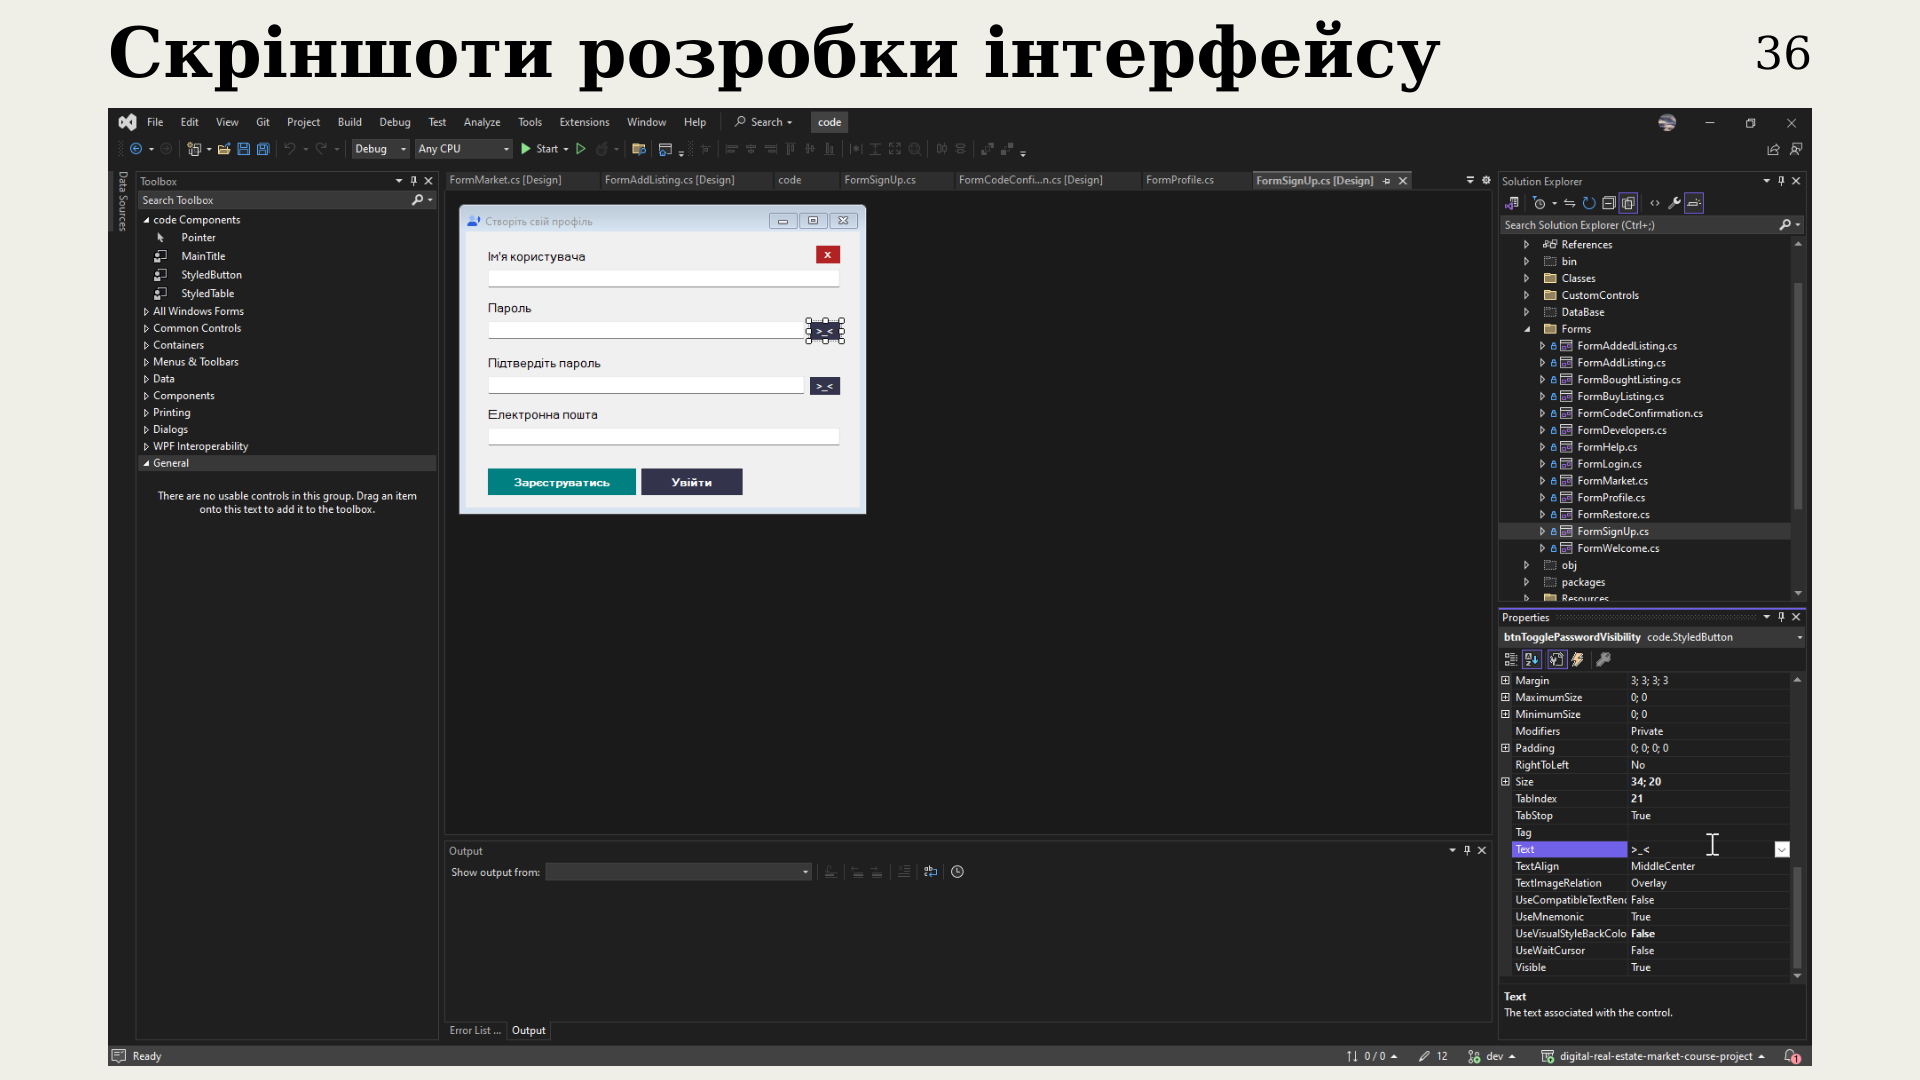 Скріншоти розробки інтерфейсу
36
File Edit View Git Project Build Debug Test Analyze Tools Extensions Window Help Search code
Debug Any CPU Start
Data Sources
Toolbox
Search Toolbox
code Components
Pointer
MainTitle
StyledButton
StyledTable
All Windows Forms
Common Controls
Containers
Menus & Toolbars
Data
Components
Printing
Dialogs
WPF Interoperability
General
There are no usable controls in this group. Drag an item
onto this text to add it to the toolbox.
FormMarket.cs [Design] FormAddListing.cs [Design] code FormSignUp.cs FormCodeConfi...n.cs [Design] FormProfile.cs FormSignUp.cs [Design]
Створіть свій профіль
Ім'я користувача
x
Пароль
>_<
Підтвердіть пароль
>_<
Електронна пошта
Зареєструватись Увійти
Output
Show output from:
Error List ... Output
Solution Explorer
Search Solution Explorer (Ctrl+;)
References
bin
Classes
CustomControls
DataBase
Forms
FormAddedListing.cs
FormAddListing.cs
FormBoughtListing.cs
FormBuyListing.cs
FormCodeConfirmation.cs
FormDevelopers.cs
FormHelp.cs
FormLogin.cs
FormMarket.cs
FormProfile.cs
FormRestore.cs
FormSignUp.cs
FormWelcome.cs
obj
packages
Resources
Properties
btnTogglePasswordVisibility code.StyledButton
Margin 3; 3; 3; 3
MaximumSize 0; 0
MinimumSize 0; 0
Modifiers Private
Padding 0; 0; 0; 0
RightToLeft No
Size 34; 20
TabIndex 21
TabStop True
Tag
Text >_<
TextAlign MiddleCenter
TextImageRelation Overlay
UseCompatibleTextRen False
UseMnemonic True
UseVisualStyleBackColo False
UseWaitCursor False
Visible True
Text
The text associated with the control.
Ready
0 / 0 12 dev digital-real-estate-market-course-project 1